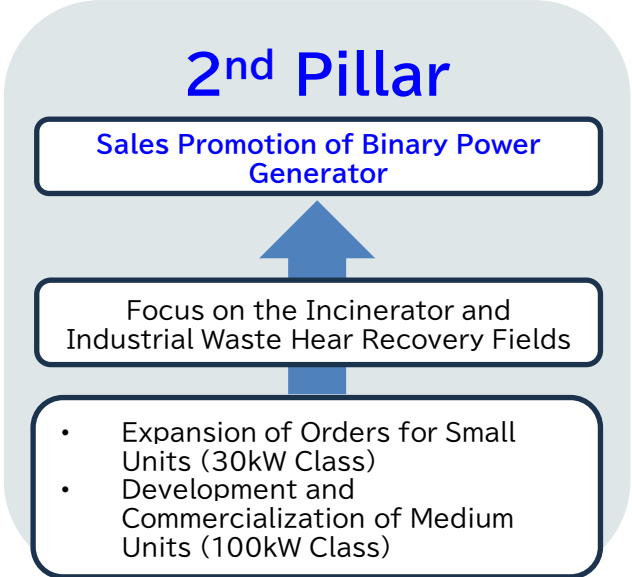 2nd Pillar
Sales Promotion of Binary Power
Generator
Focus on the Incinerator and
Industrial Waste Hear Recovery Fields
・ Expansion of Orders for Small
Units (30kW Class)
・ Development and
Commercialization of Medium
Units (100kW Class)